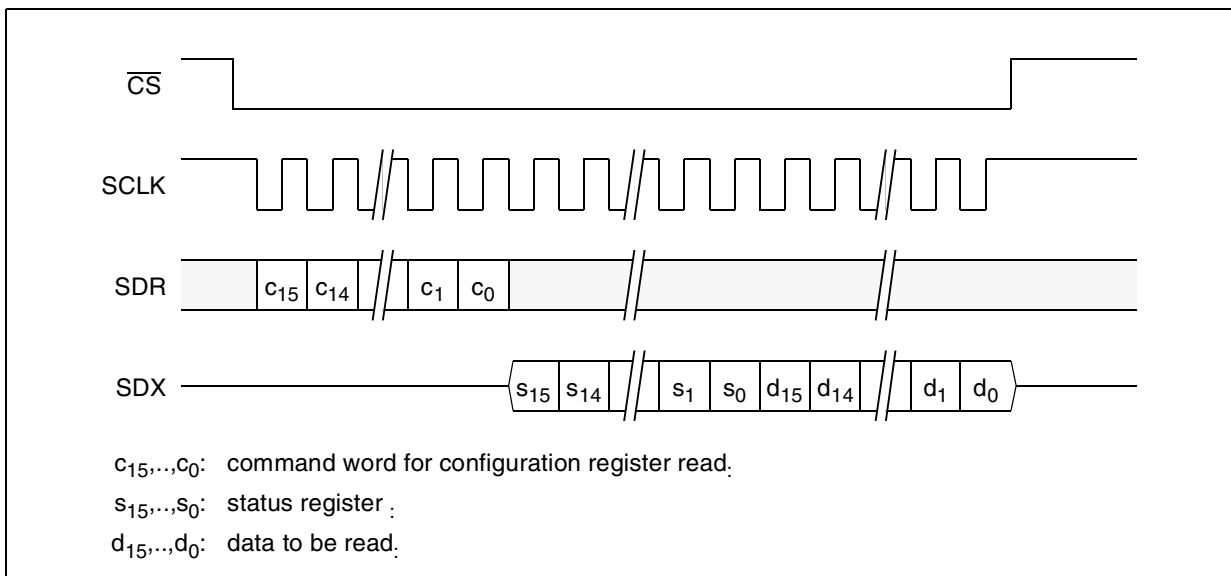 CS
SCLK
SDR c15 c14 c1 c0
SDX s15 s14 s1 s0 d15 d14 d1 d0
c15,..,c0: command word for configuration register read:
s15,..,s0: status register :
d15,..,d0: data to be read: